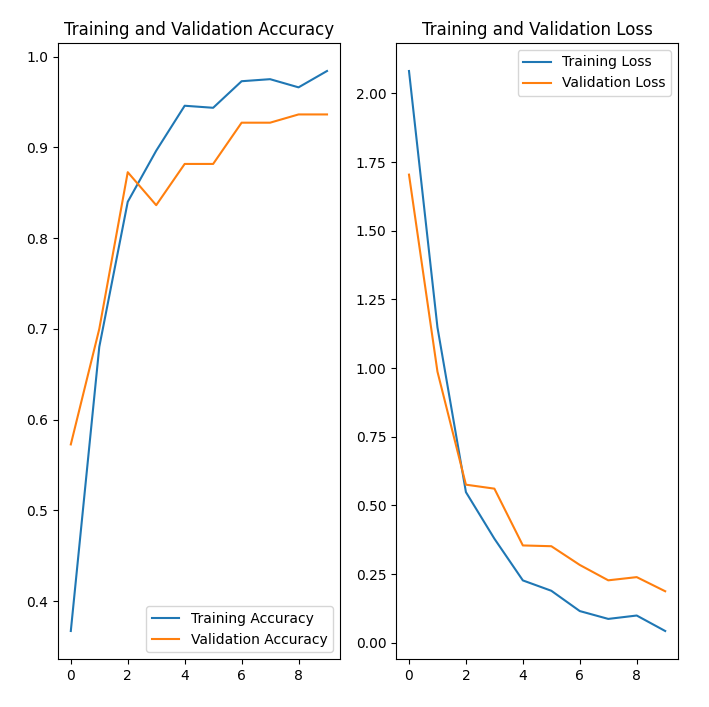 Training and Validation Accuracy
1.0
0.9
0.8
0.7
0.6
0.5
0.4
0 2 4 6 8
Training Accuracy
Validation Accuracy
Training and Validation Loss
2.00
1.75
1.50
1.25
1.00
0.75
0.50
0.25
0.00
0 2 4 6 8
Training Loss
Validation Loss